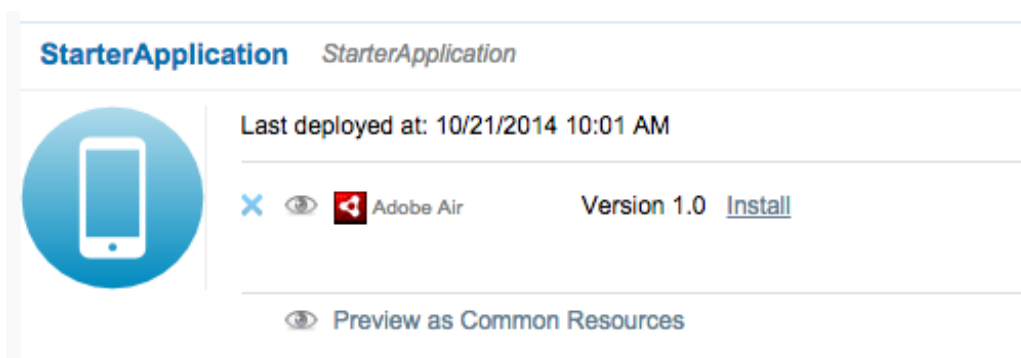 StarterApplication StarterApplication
Last deployed at: 10/21/2014 10:01 AM
Adobe Air Version 1.0 Install
Preview as Common Resources